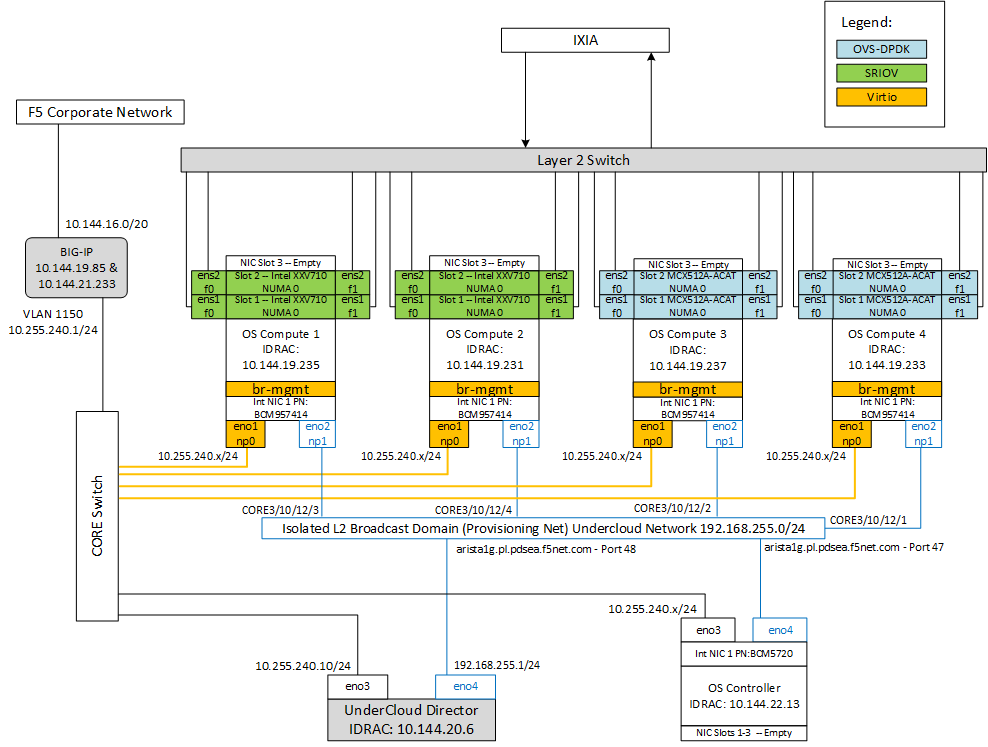 IXIA
Legend:
OVS-DPDK
SRIOV
Virtio
F5 Corporate Network
Layer 2 Switch
10.144.16.0/20
BIG-IP
10.144.19.85 &
10.144.21.233
VLAN 1150
10.255.240.1/24
NIC Slot 3 -- Empty
ens2
f0
Slot 2 -- Intel XXV710
NUMA 0
ens2
f1
ens1
f0
Slot 1 -- Intel XXV710
NUMA 0
ens1
f1
OS Compute 1
IDRAC:
10.144.19.235
br-mgmt
Int NIC 1 PN:
BCM957414
eno1
np0
eno2
np1
NIC Slot 3 -- Empty
ens2
f0
Slot 2 -- Intel XXV710
NUMA 0
ens2
f1
ens1
f0
Slot 1 -- Intel XXV710
NUMA 0
ens1
f1
OS Compute 2
IDRAC:
10.144.19.231
br-mgmt
Int NIC 1 PN:
BCM957414
eno1
np0
eno2
np1
NIC Slot 3 -- Empty
ens2
f0
Slot 2 MCX512A-ACAT
NUMA 0
ens2
f1
ens1
f0
Slot 1 MCX512A-ACAT
NUMA 0
ens1
f1
OS Compute 3
IDRAC:
10.144.19.237
br-mgmt
Int NIC 1 PN:
BCM957414
eno1
np0
eno2
np1
NIC Slot 3 -- Empty
ens2
f0
Slot 2 MCX512A-ACAT
NUMA 0
ens2
f1
ens1
f0
Slot 1 MCX512A-ACAT
NUMA 0
ens1
f1
OS Compute 4
IDRAC:
10.144.19.233
br-mgmt
Int NIC 1 PN:
BCM957414
eno1
np0
eno2
np1
10.255.240.x/24
10.255.240.x/24
10.255.240.x/24
10.255.240.x/24
CORE Switch
CORE3/10/12/3
CORE3/10/12/4
CORE3/10/12/2
CORE3/10/12/1
Isolated L2 Broadcast Domain (Provisioning Net) Undercloud Network 192.168.255.0/24
arista1g.pl.pdsea.f5net.com - Port 48
arista1g.pl.pdsea.f5net.com - Port 47
10.255.240.x/24
eno3
eno4
Int NIC 1 PN:BCM5720
OS Controller
IDRAC: 10.144.22.13
NIC Slots 1-3 -- Empty
10.255.240.10/24
192.168.255.1/24
eno3
eno4
UnderCloud Director
IDRAC: 10.144.20.6